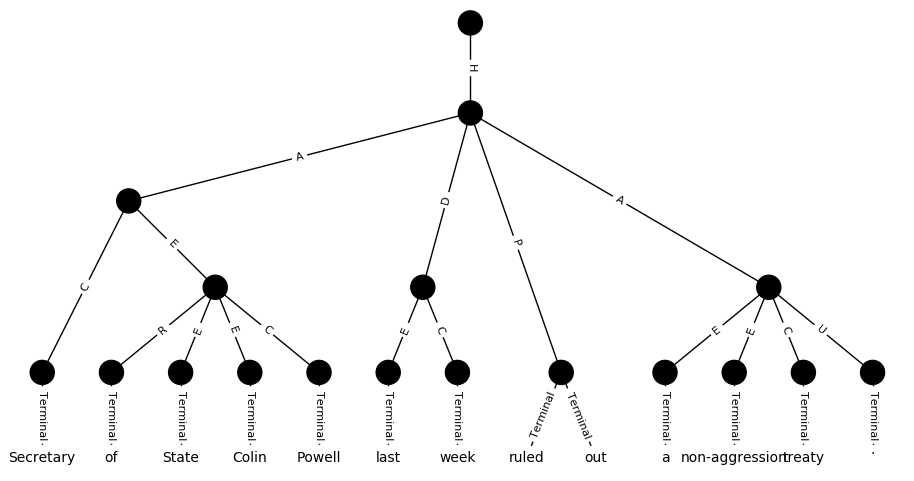 H
A
D
P
A
C
E
R
E
E
C
E
C
E
E
C
U
Terminal Terminal Terminal Terminal Terminal Terminal Terminal Terminal Terminal Terminal Terminal Terminal Terminal
Secretary of State Colin Powell last week ruled out a non-aggression treaty .